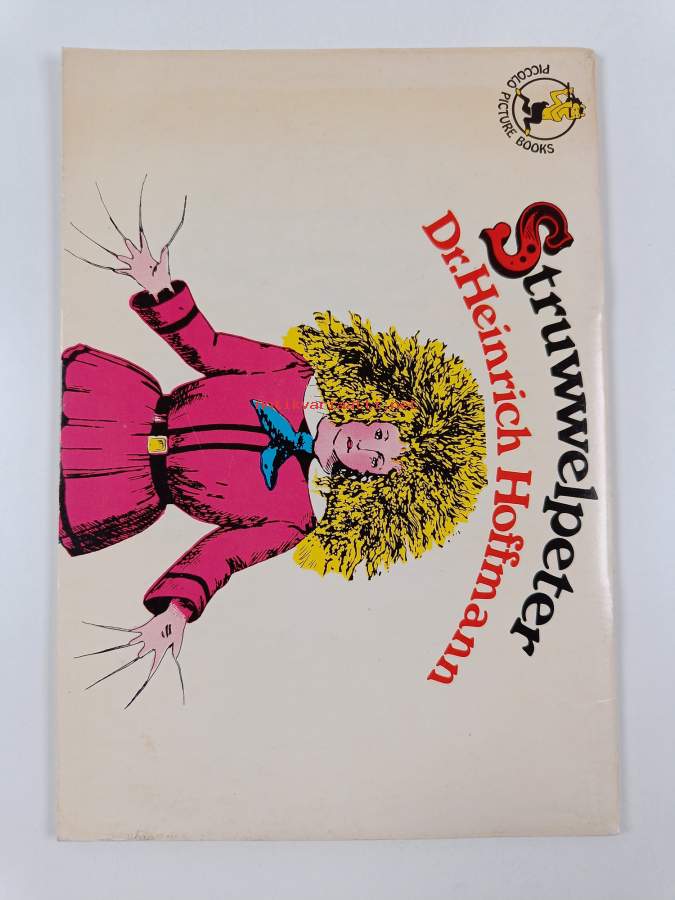 PICCOLO PICTURE BOOKS
Struwwelpeter
Dr. Heinrich Hoffmann